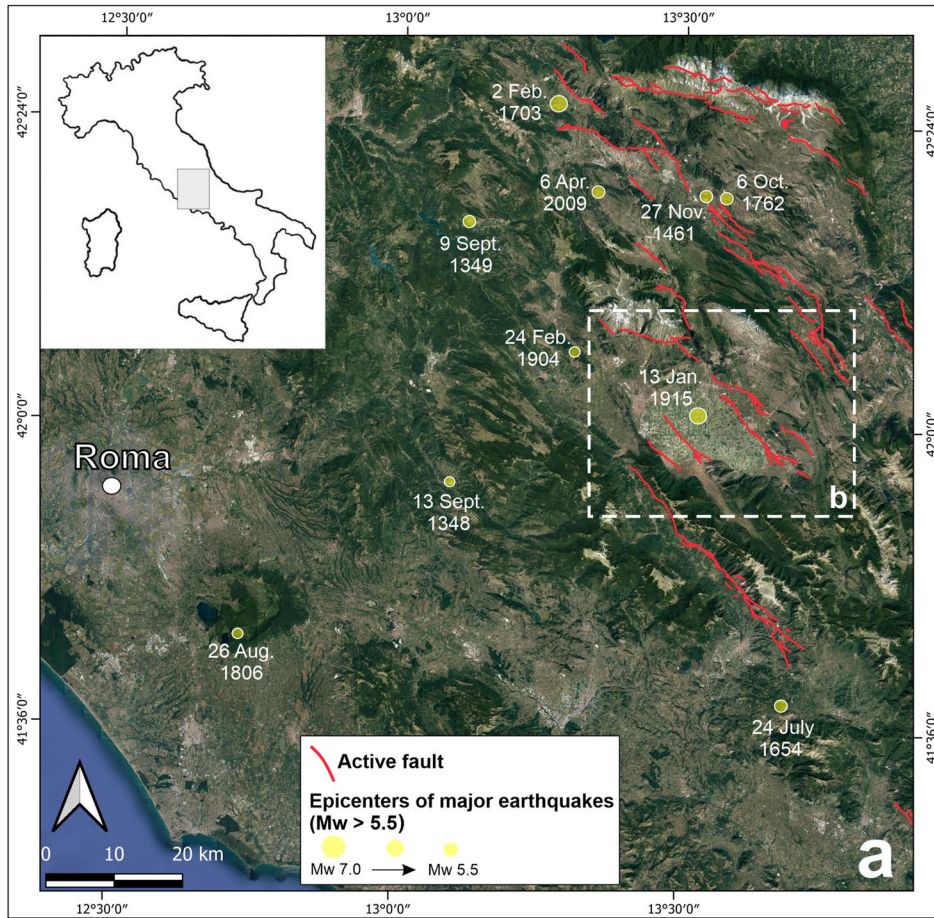 12°30′0″
13°0′0″
13°30′0″
42°24′0″
42°24′0″
2 Feb.
1703
6 Apr.
2009
27 Nov.
1461
6 Oct.
1762
9 Sept.
1349
24 Feb.
1904
13 Jan.
1915
42°0′0″
42°0′0″
Roma
13 Sept.
1348
b
26 Aug.
1806
24 July
1654
41°36′0″
41°36′0″
Active fault
Epicenters of major earthquakes
(Mw > 5.5)
Mw 7.0 → Mw 5.5
0 10 20 km
a
12°30′0″
13°0′0″
13°30′0″